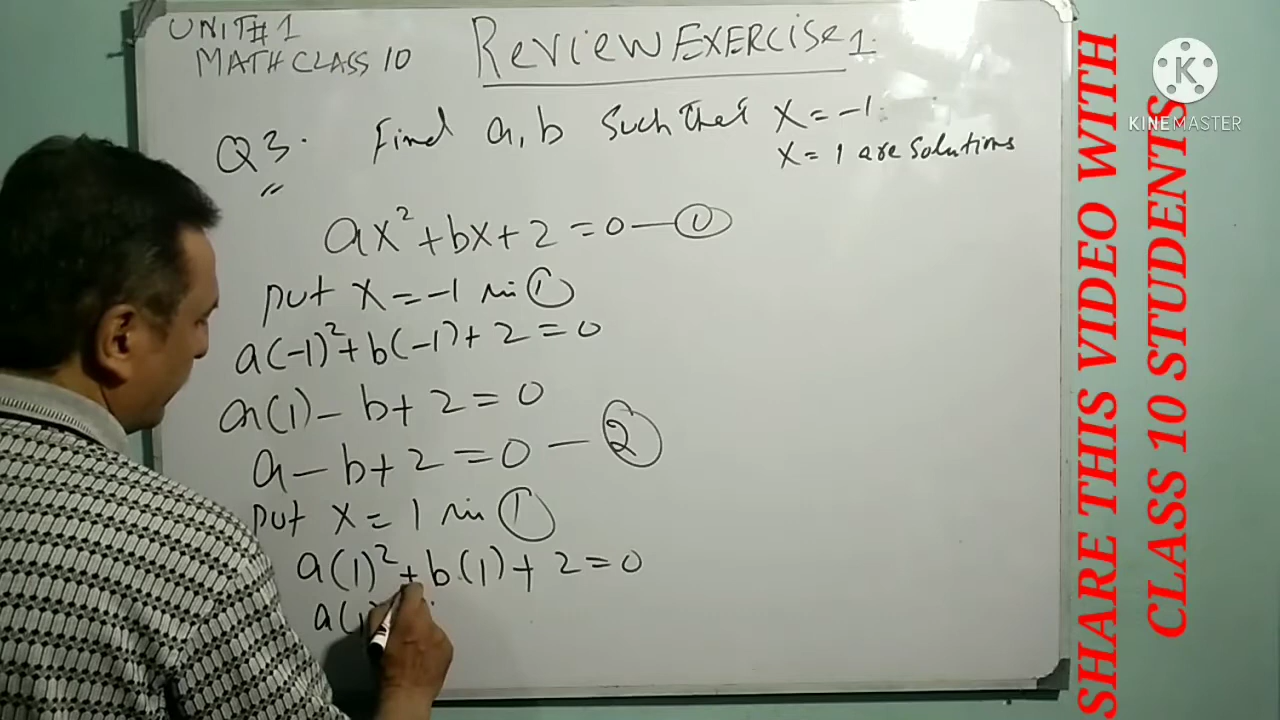 UNIT#1
MATH CLASS 10
Review EXERCISE 1.
Q3. Find a, b Such that x = -1.
x = 1 are Solutions
ax² + bx + 2 = 0 — ①
put x = -1 in ①
a(-1)² + b(-1) + 2 = 0
a(1) - b + 2 = 0
a - b + 2 = 0 — ②
put x = 1 in ①
a(1)² + b(1) + 2 = 0
a(1)
SHARE THIS VIDEO WITH
CLASS 10 STUDENTS
K
KINEMASTER